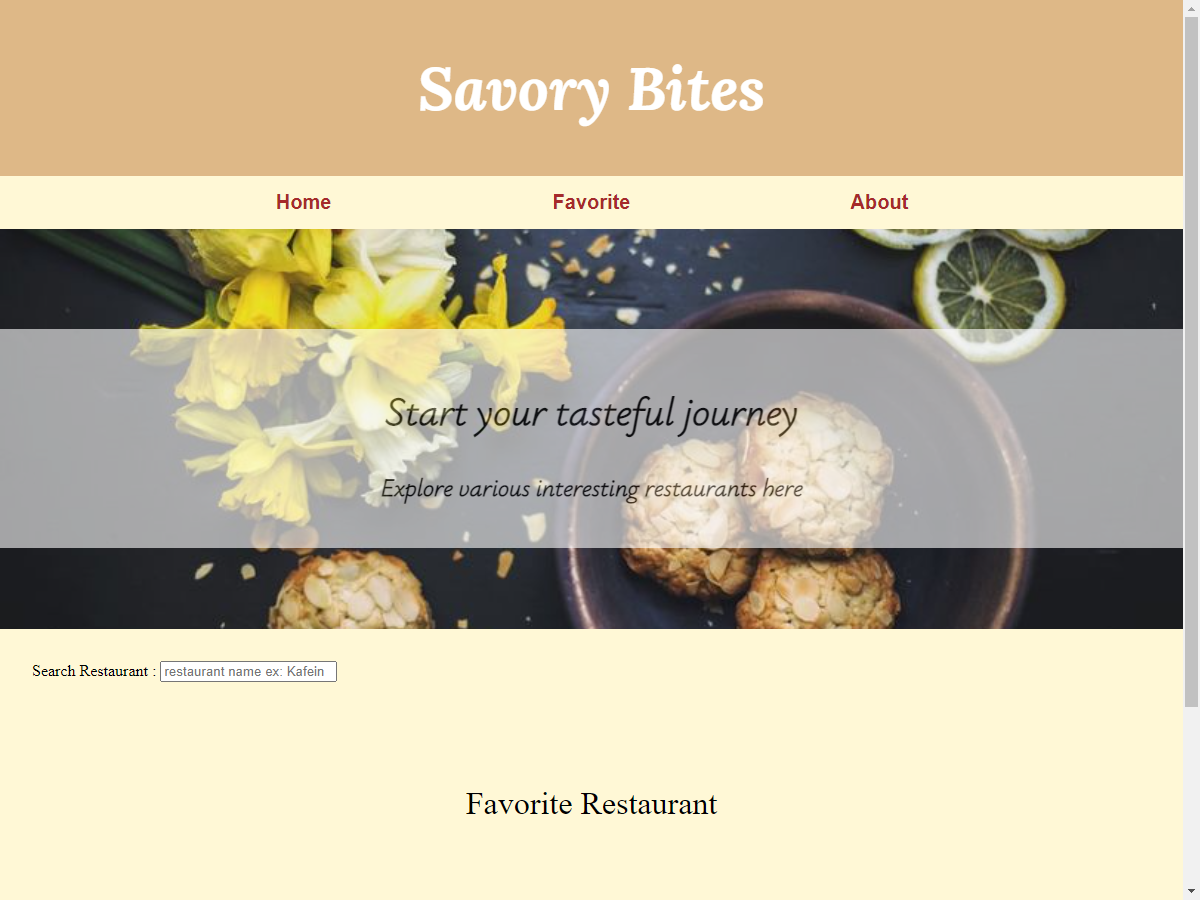 Savory Bites
Home Favorite About
Start your tasteful journey
Explore various interesting restaurants here
Search Restaurant : restaurant name ex: Kafein
Favorite Restaurant